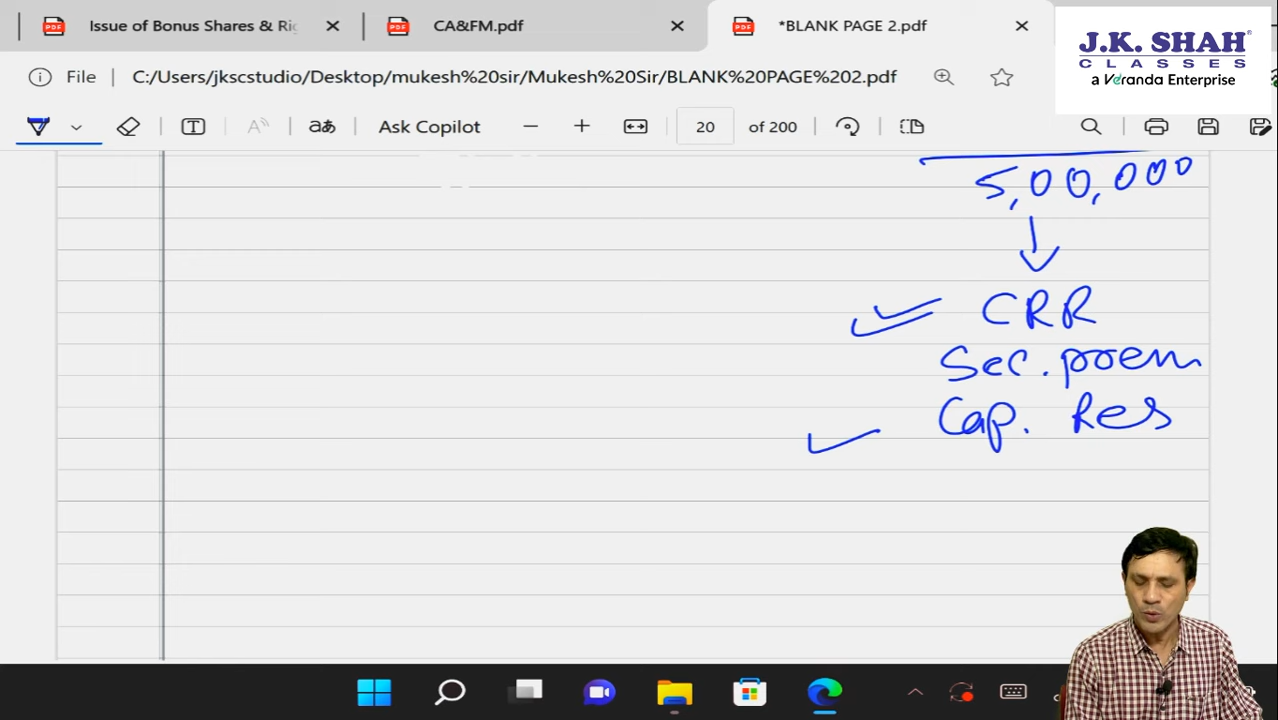 Issue of Bonus Shares & Rig
CA&FM.pdf
*BLANK PAGE 2.pdf
J.K. SHAH®
CLASSES
a Veranda Enterprise
File C:/Users/jkscstudio/Desktop/mukesh%20sir/Mukesh%20Sir/BLANK%20PAGE%202.pdf
Ask Copilot
20 of 200
5,00,000
CRR
Sec. prem
Cap. Res